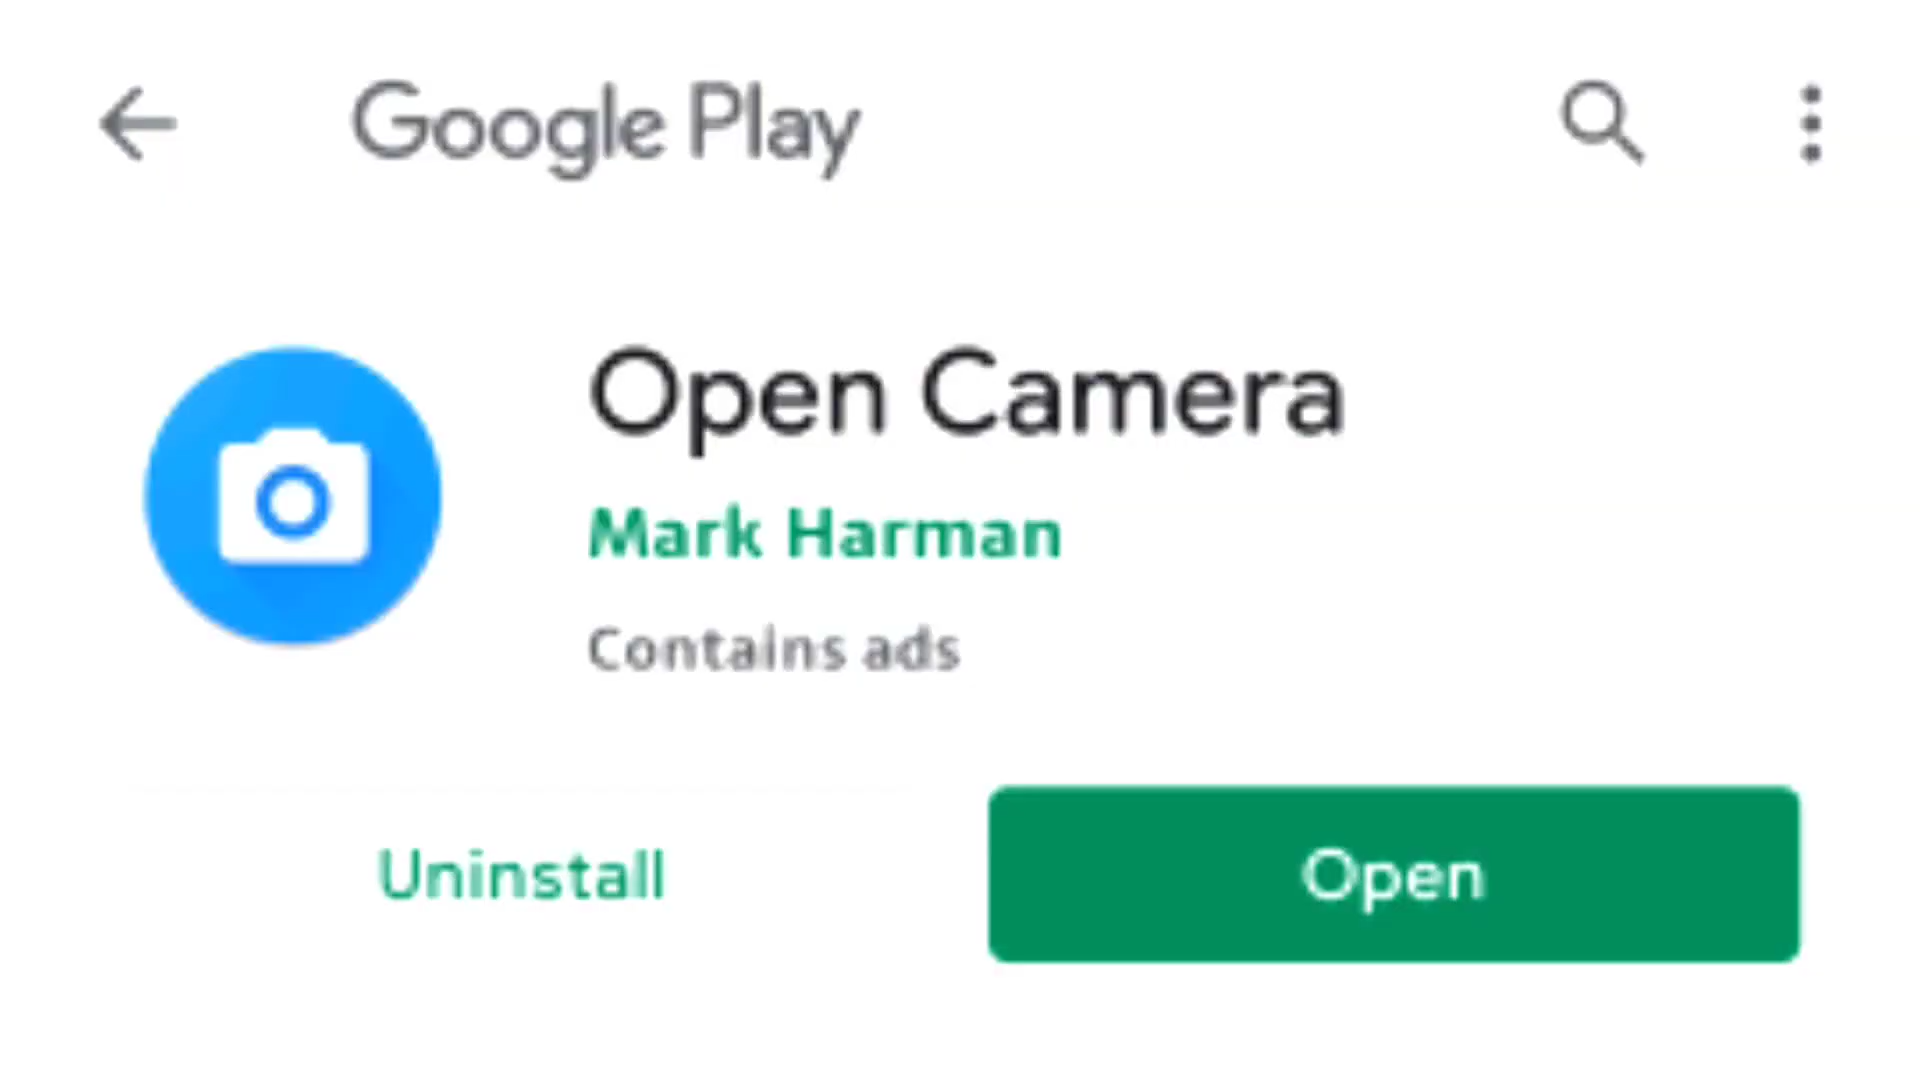 Google Play
Open Camera
Mark Harman
Contains ads
Uninstall
Open